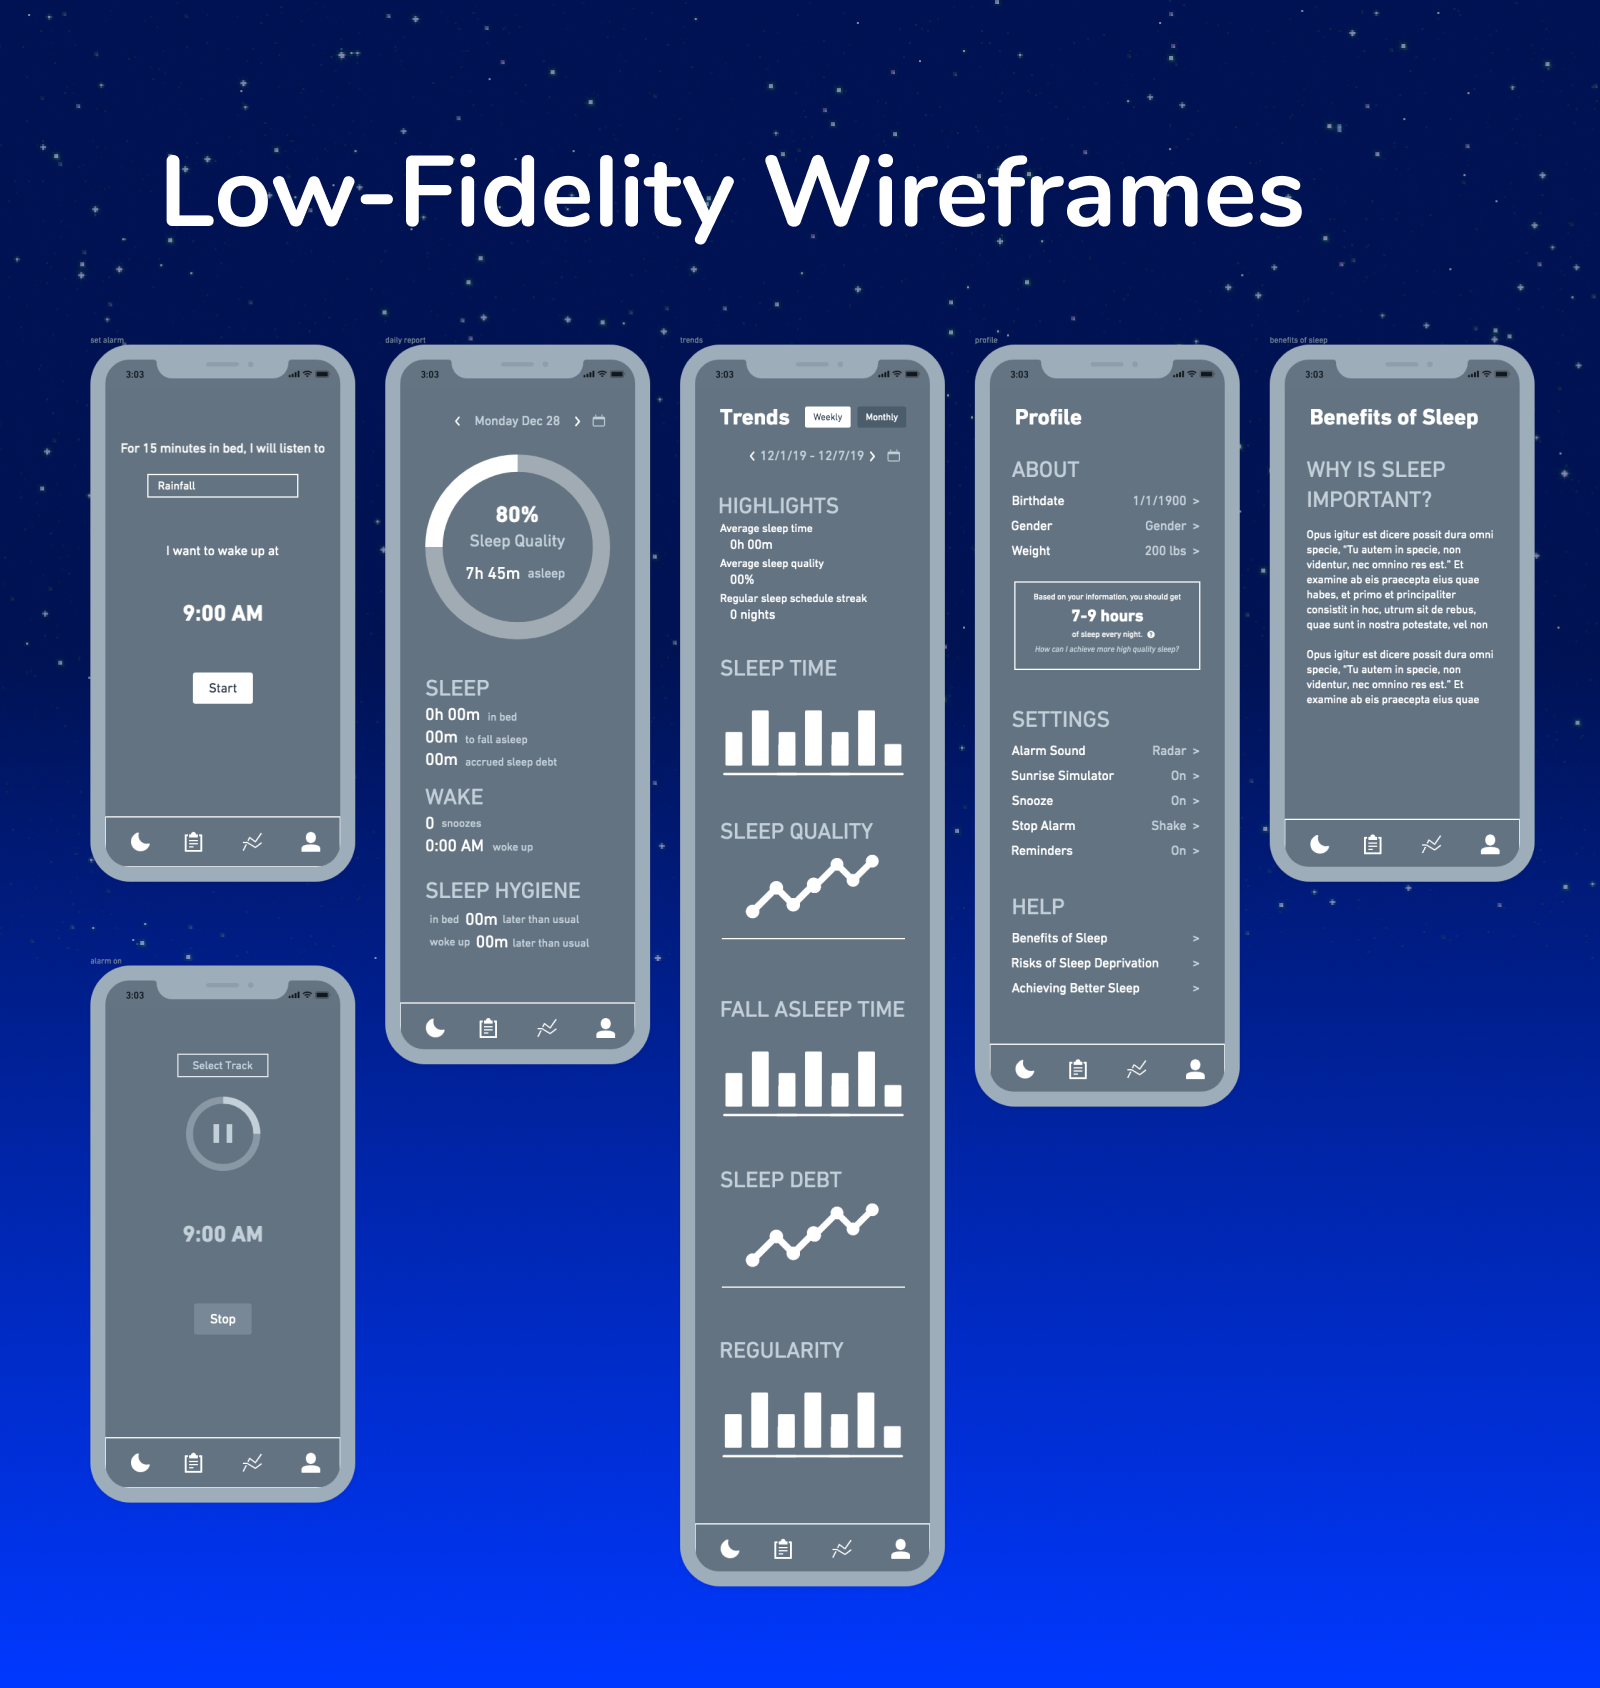 Low-Fidelity Wireframes
set alarm
3:03
For 15 minutes in bed, I will listen to
Rainfall
I want to wake up at
9:00 AM
Start
alarm on
3:03
Select Track
9:00 AM
Stop
daily report
3:03
Monday Dec 28
80%
Sleep Quality
7h 45m asleep
SLEEP
0h 00m in bed
00m to fall asleep
00m accrued sleep debt
WAKE
0 snoozes
0:00 AM woke up
SLEEP HYGIENE
in bed 00m later than usual
woke up 00m later than usual
trends
3:03
Trends Weekly Monthly
12/1/19 - 12/7/19
HIGHLIGHTS
Average sleep time
0h 00m
Average sleep quality
00%
Regular sleep schedule streak
0 nights
SLEEP TIME
SLEEP QUALITY
FALL ASLEEP TIME
SLEEP DEBT
REGULARITY
profile
3:03
Profile
ABOUT
Birthdate 1/1/1900 >
Gender Gender >
Weight 200 lbs >
Based on your information, you should get
7-9 hours
of sleep every night. ?
How can I achieve more high quality sleep?
SETTINGS
Alarm Sound Radar >
Sunrise Simulator On >
Snooze On >
Stop Alarm Shake >
Reminders On >
HELP
Benefits of Sleep >
Risks of Sleep Deprivation >
Achieving Better Sleep >
benefits of sleep
3:03
Benefits of Sleep
WHY IS SLEEP
IMPORTANT?
Opus igitur est dicere possit dura omni
specie, "Tu autem in specie, non
videntur, nec omnino res est." Et
examine ab eis praecepta eius quae
habes, et primo et principaliter
consistit in hoc, utrum sit de rebus,
quae sunt in nostra potestate, vel non
Opus igitur est dicere possit dura omni
specie, "Tu autem in specie, non
videntur, nec omnino res est." Et
examine ab eis praecepta eius quae